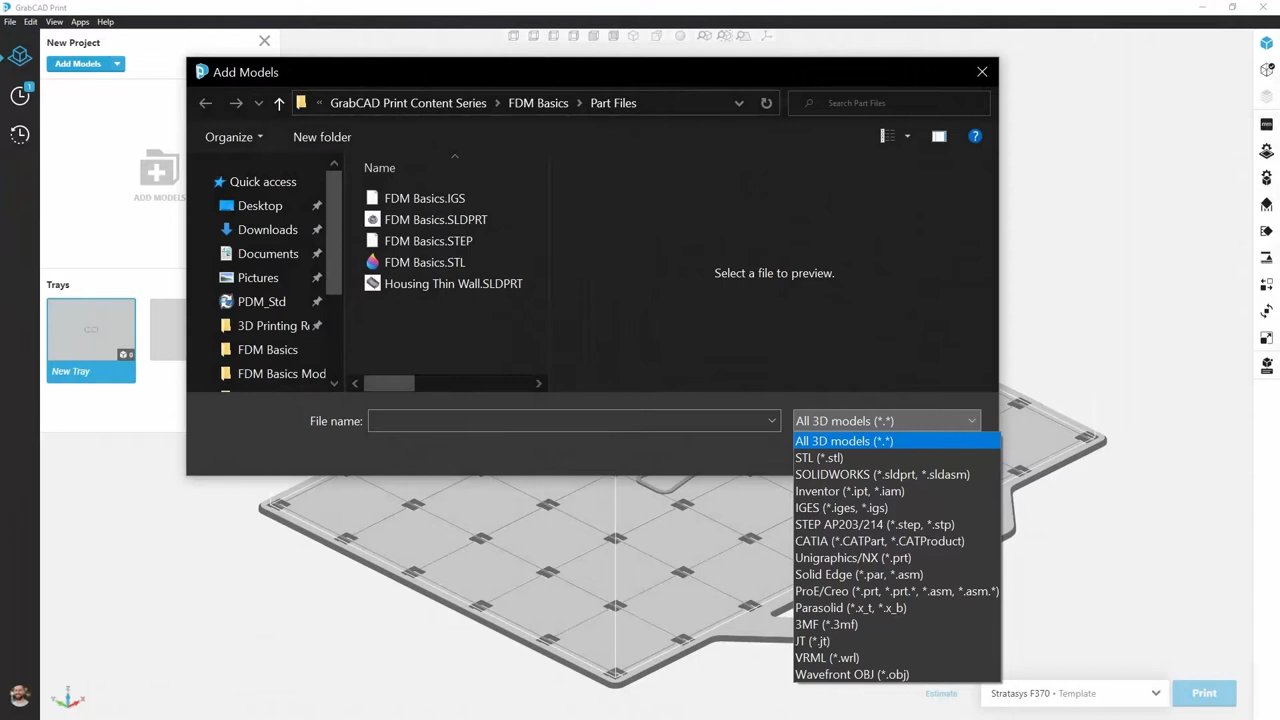 GrabCAD Print
File Edit View Apps Help
New Project
Add Models
ADD MODELS
Trays
New Tray
0
1
Add Models
« GrabCAD Print Content Series > FDM Basics > Part Files
Search Part Files
Organize
New folder
Quick access
Desktop
Downloads
Documents
Pictures
PDM_Std
3D Printing Re
FDM Basics
FDM Basics Mod
Name
FDM Basics.IGS
FDM Basics.SLDPRT
FDM Basics.STEP
FDM Basics.STL
Housing Thin Wall.SLDPRT
Select a file to preview.
File name:
All 3D models (*.*)
All 3D models (*.*)
STL (*.stl)
SOLIDWORKS (*.sldprt, *.sldasm)
Inventor (*.ipt, *.iam)
IGES (*.iges, *.igs)
STEP AP203/214 (*.step, *.stp)
CATIA (*.CATPart, *.CATProduct)
Unigraphics/NX (*.prt)
Solid Edge (*.par, *.asm)
ProE/Creo (*.prt, *.prt.*, *.asm, *.asm.*)
Parasolid (*.x_t, *.x_b)
3MF (*.3mf)
JT (*.jt)
VRML (*.wrl)
Wavefront OBJ (*.obj)
mm
Estimate
Stratasys F370 • Template
Print